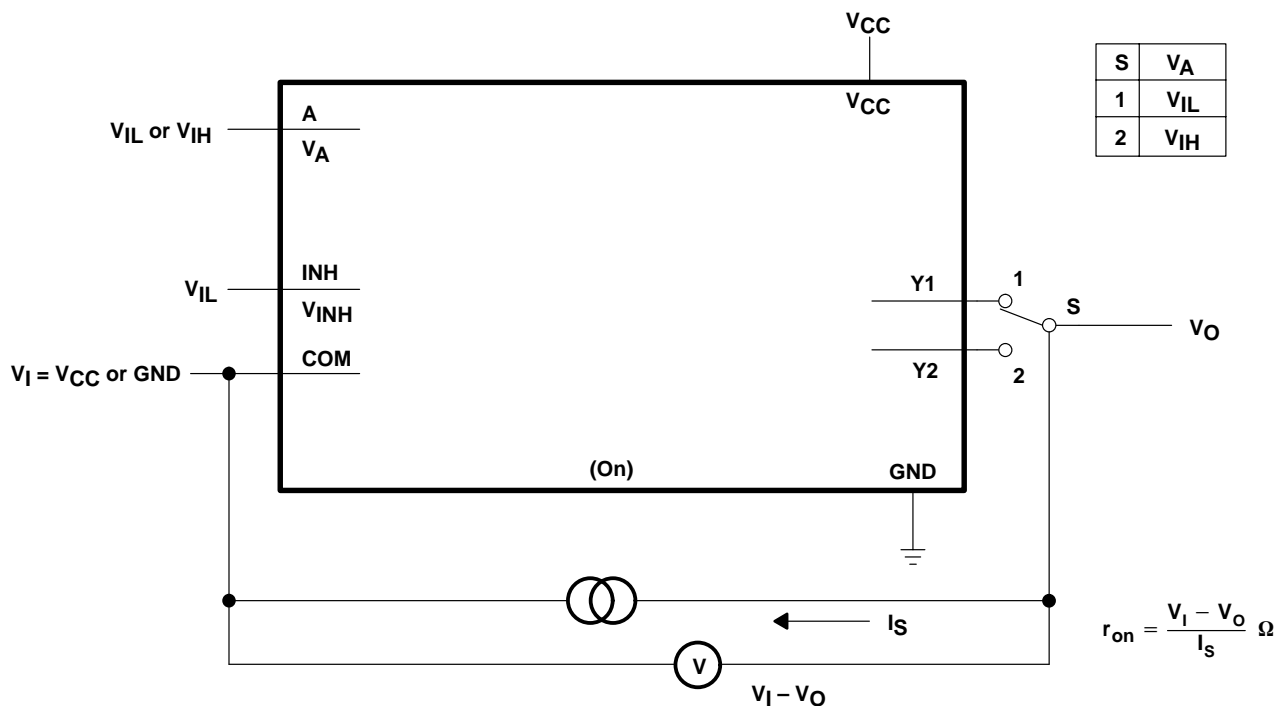 VCC
S VA
1 VIL
2 VIH
VCC
A
VIL or VIH
VA
INH
VIL
VINH
Y1
1
S
VO
COM
VI = VCC or GND
Y2
2
(On)
GND
IS
ron = VI – VO / IS Ω
V
VI – VO